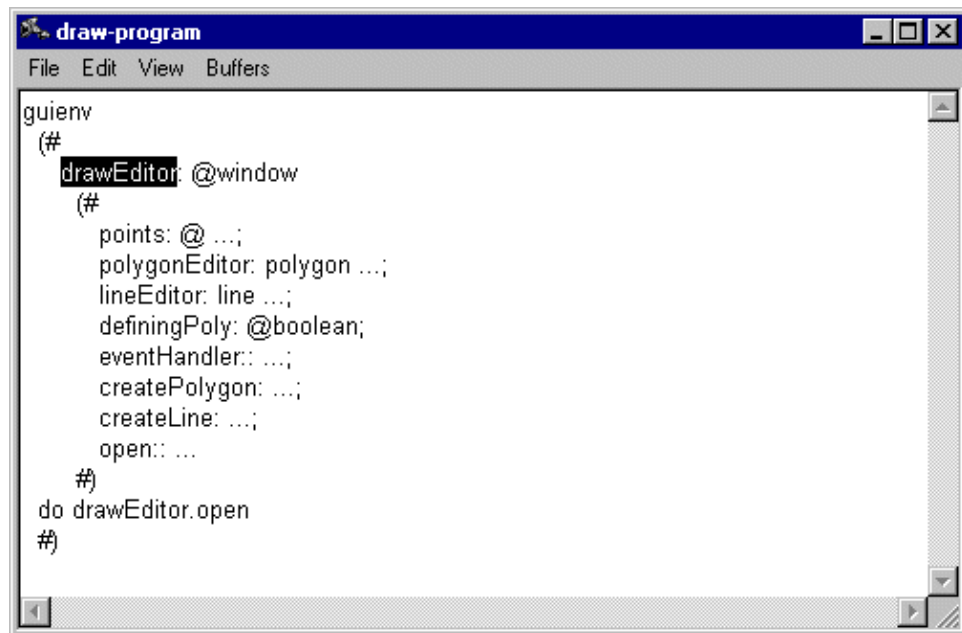 draw-program
File Edit View Buffers
guienv
(#
drawEditor: @window
(#
points: @ ...;
polygonEditor: polygon ...;
lineEditor: line ...;
definingPoly: @boolean;
eventHandler:: ...;
createPolygon: ...;
createLine: ...;
open:: ...
#)
do drawEditor.open
#)